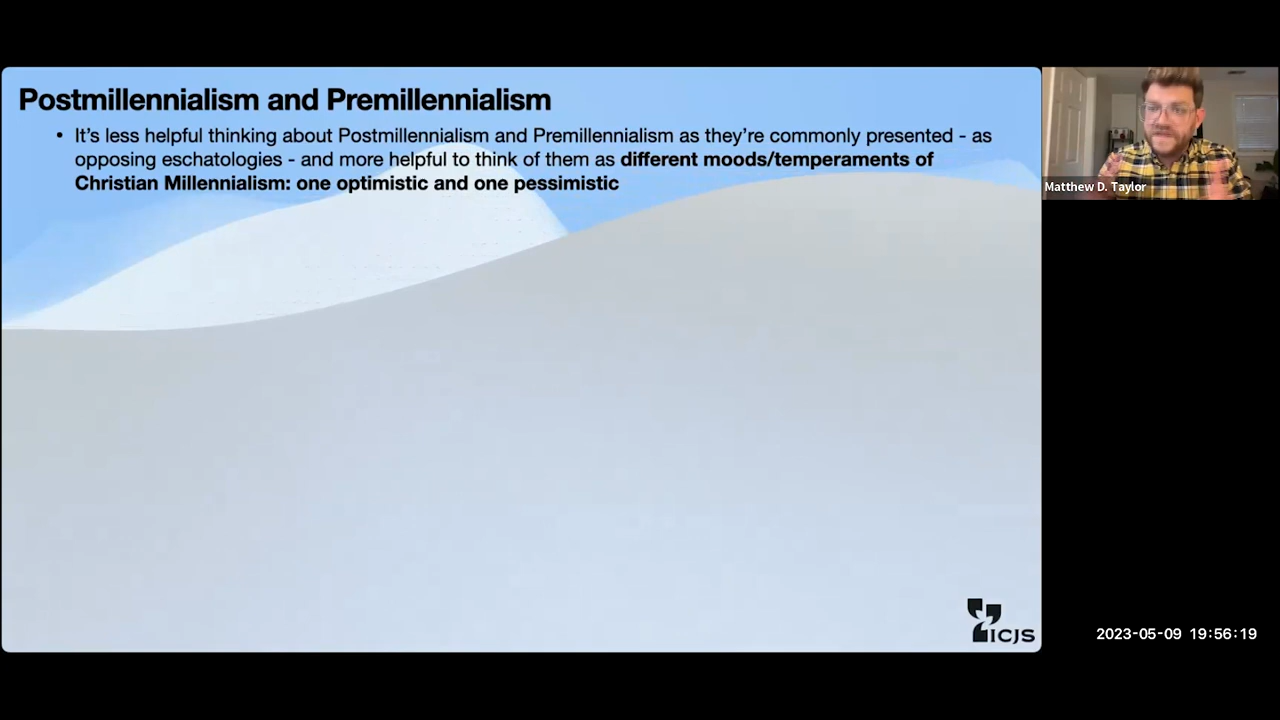 Postmillennialism and Premillennialism
• It’s less helpful thinking about Postmillennialism and Premillennialism as they’re commonly presented - as
opposing eschatologies - and more helpful to think of them as different moods/temperaments of
Christian Millennialism: one optimistic and one pessimistic
Matthew D. Taylor
ICJS
2023-05-09 19:56:19